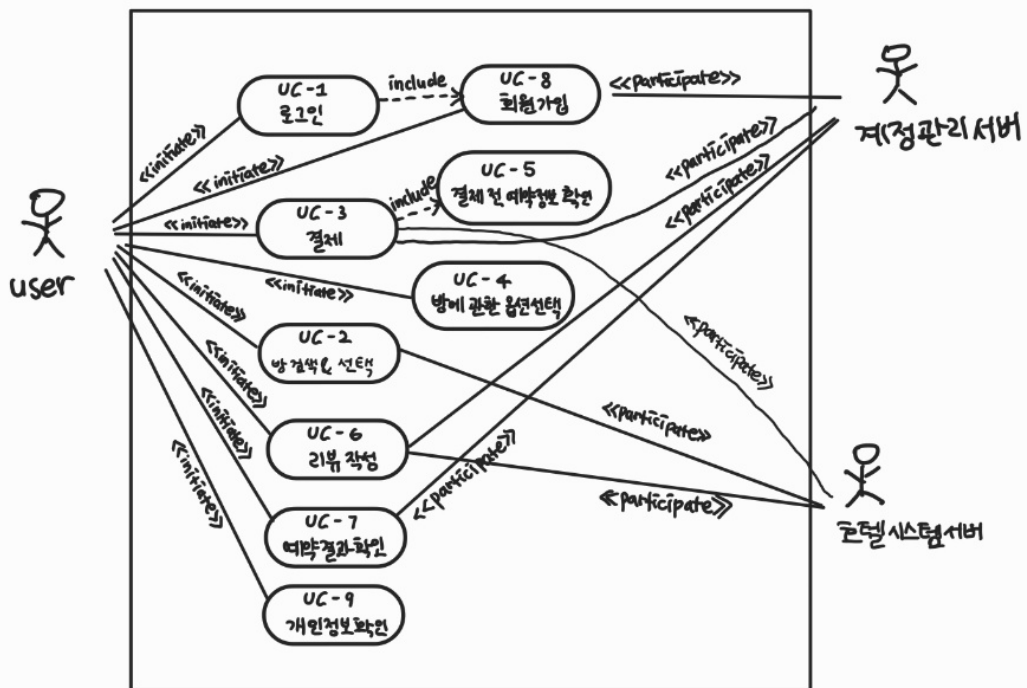 UC-1
로그인
include
UC-8
회원가입
<<participate>>
계정관리서버
<<initiate>>
<<initiate>>
<<participate>>
UC-5
결제 전 예약정보 확인
include
<<participate>>
<<initiate>>
UC-3
결제
user
<<initiate>>
<<initiate>>
UC-4
방에 관한 옵션선택
UC-2
방 검색 & 선택
<<participate>>
<<initiate>>
<<participate>>
UC-6
리뷰 작성
<<initiate>>
<<participate>>
<<participate>>
<<initiate>>
UC-7
예약결과확인
호텔시스템서버
UC-9
개인정보확인